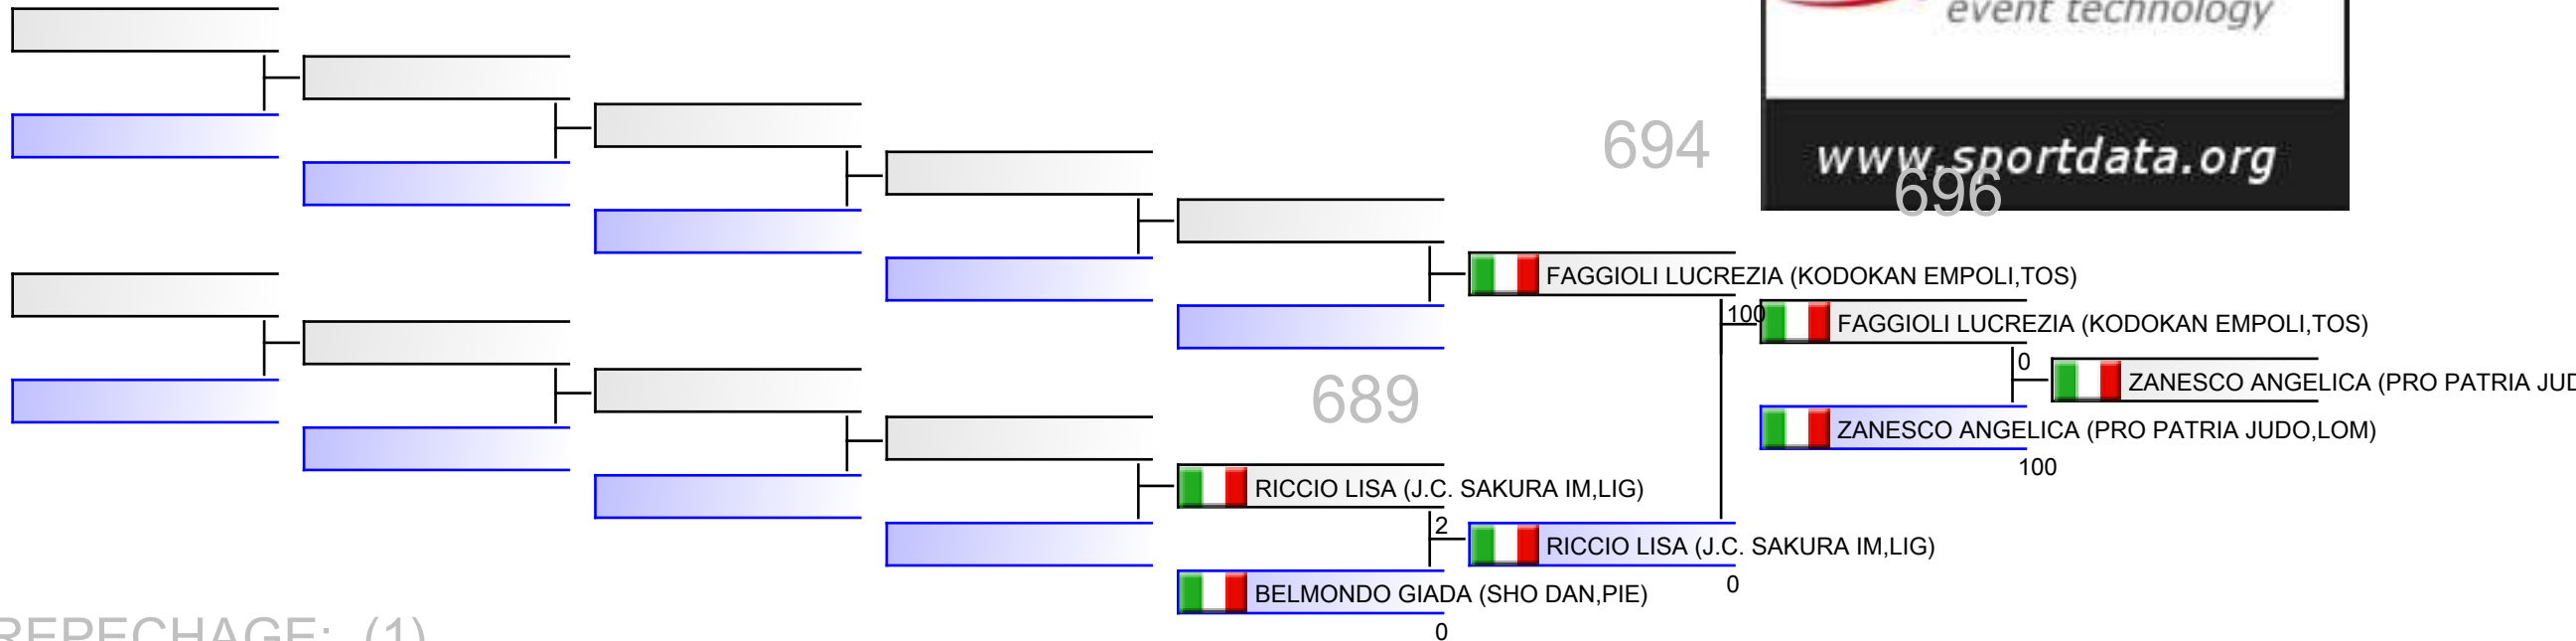 event technology
694
www.sportdata.org
696
FAGGIOLI LUCREZIA (KODOKAN EMPOLI,TOS)
100
FAGGIOLI LUCREZIA (KODOKAN EMPOLI,TOS)
0
ZANESCO ANGELICA (PRO PATRIA JUD
689
ZANESCO ANGELICA (PRO PATRIA JUDO,LOM)
100
RICCIO LISA (J.C. SAKURA IM,LIG)
2
RICCIO LISA (J.C. SAKURA IM,LIG)
0
BELMONDO GIADA (SHO DAN,PIE)
0
REPECHAGE: (1)